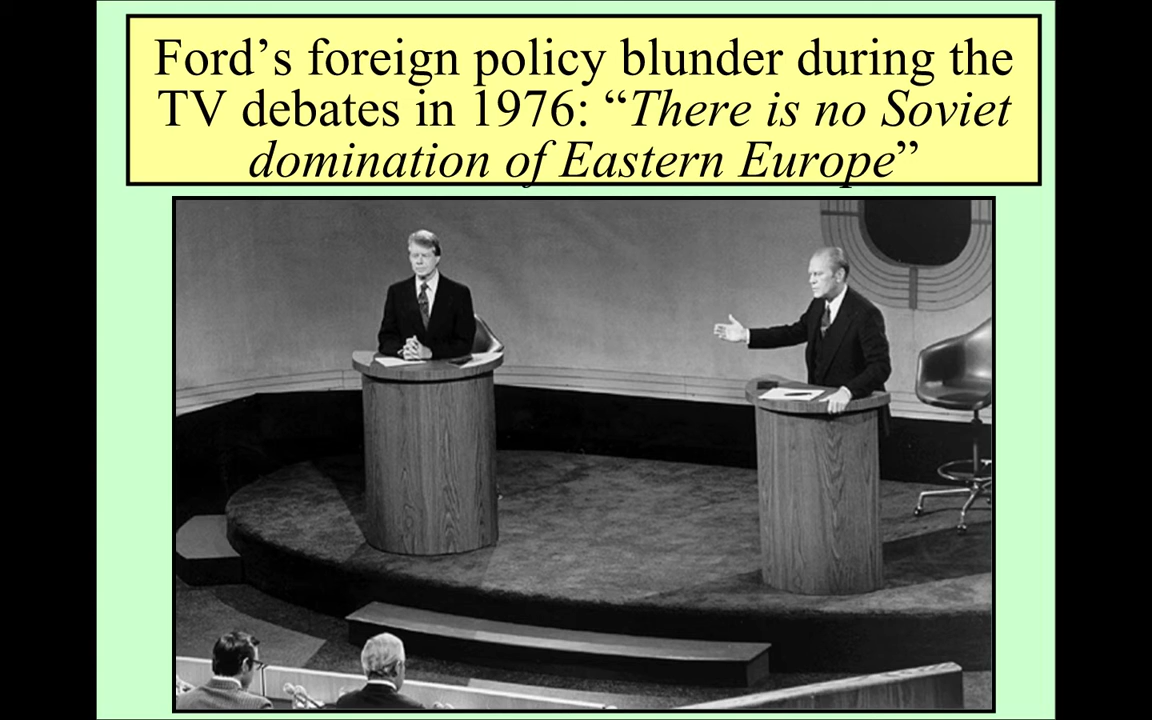 Ford’s foreign policy blunder during the
TV debates in 1976: “There is no Soviet
domination of Eastern Europe”